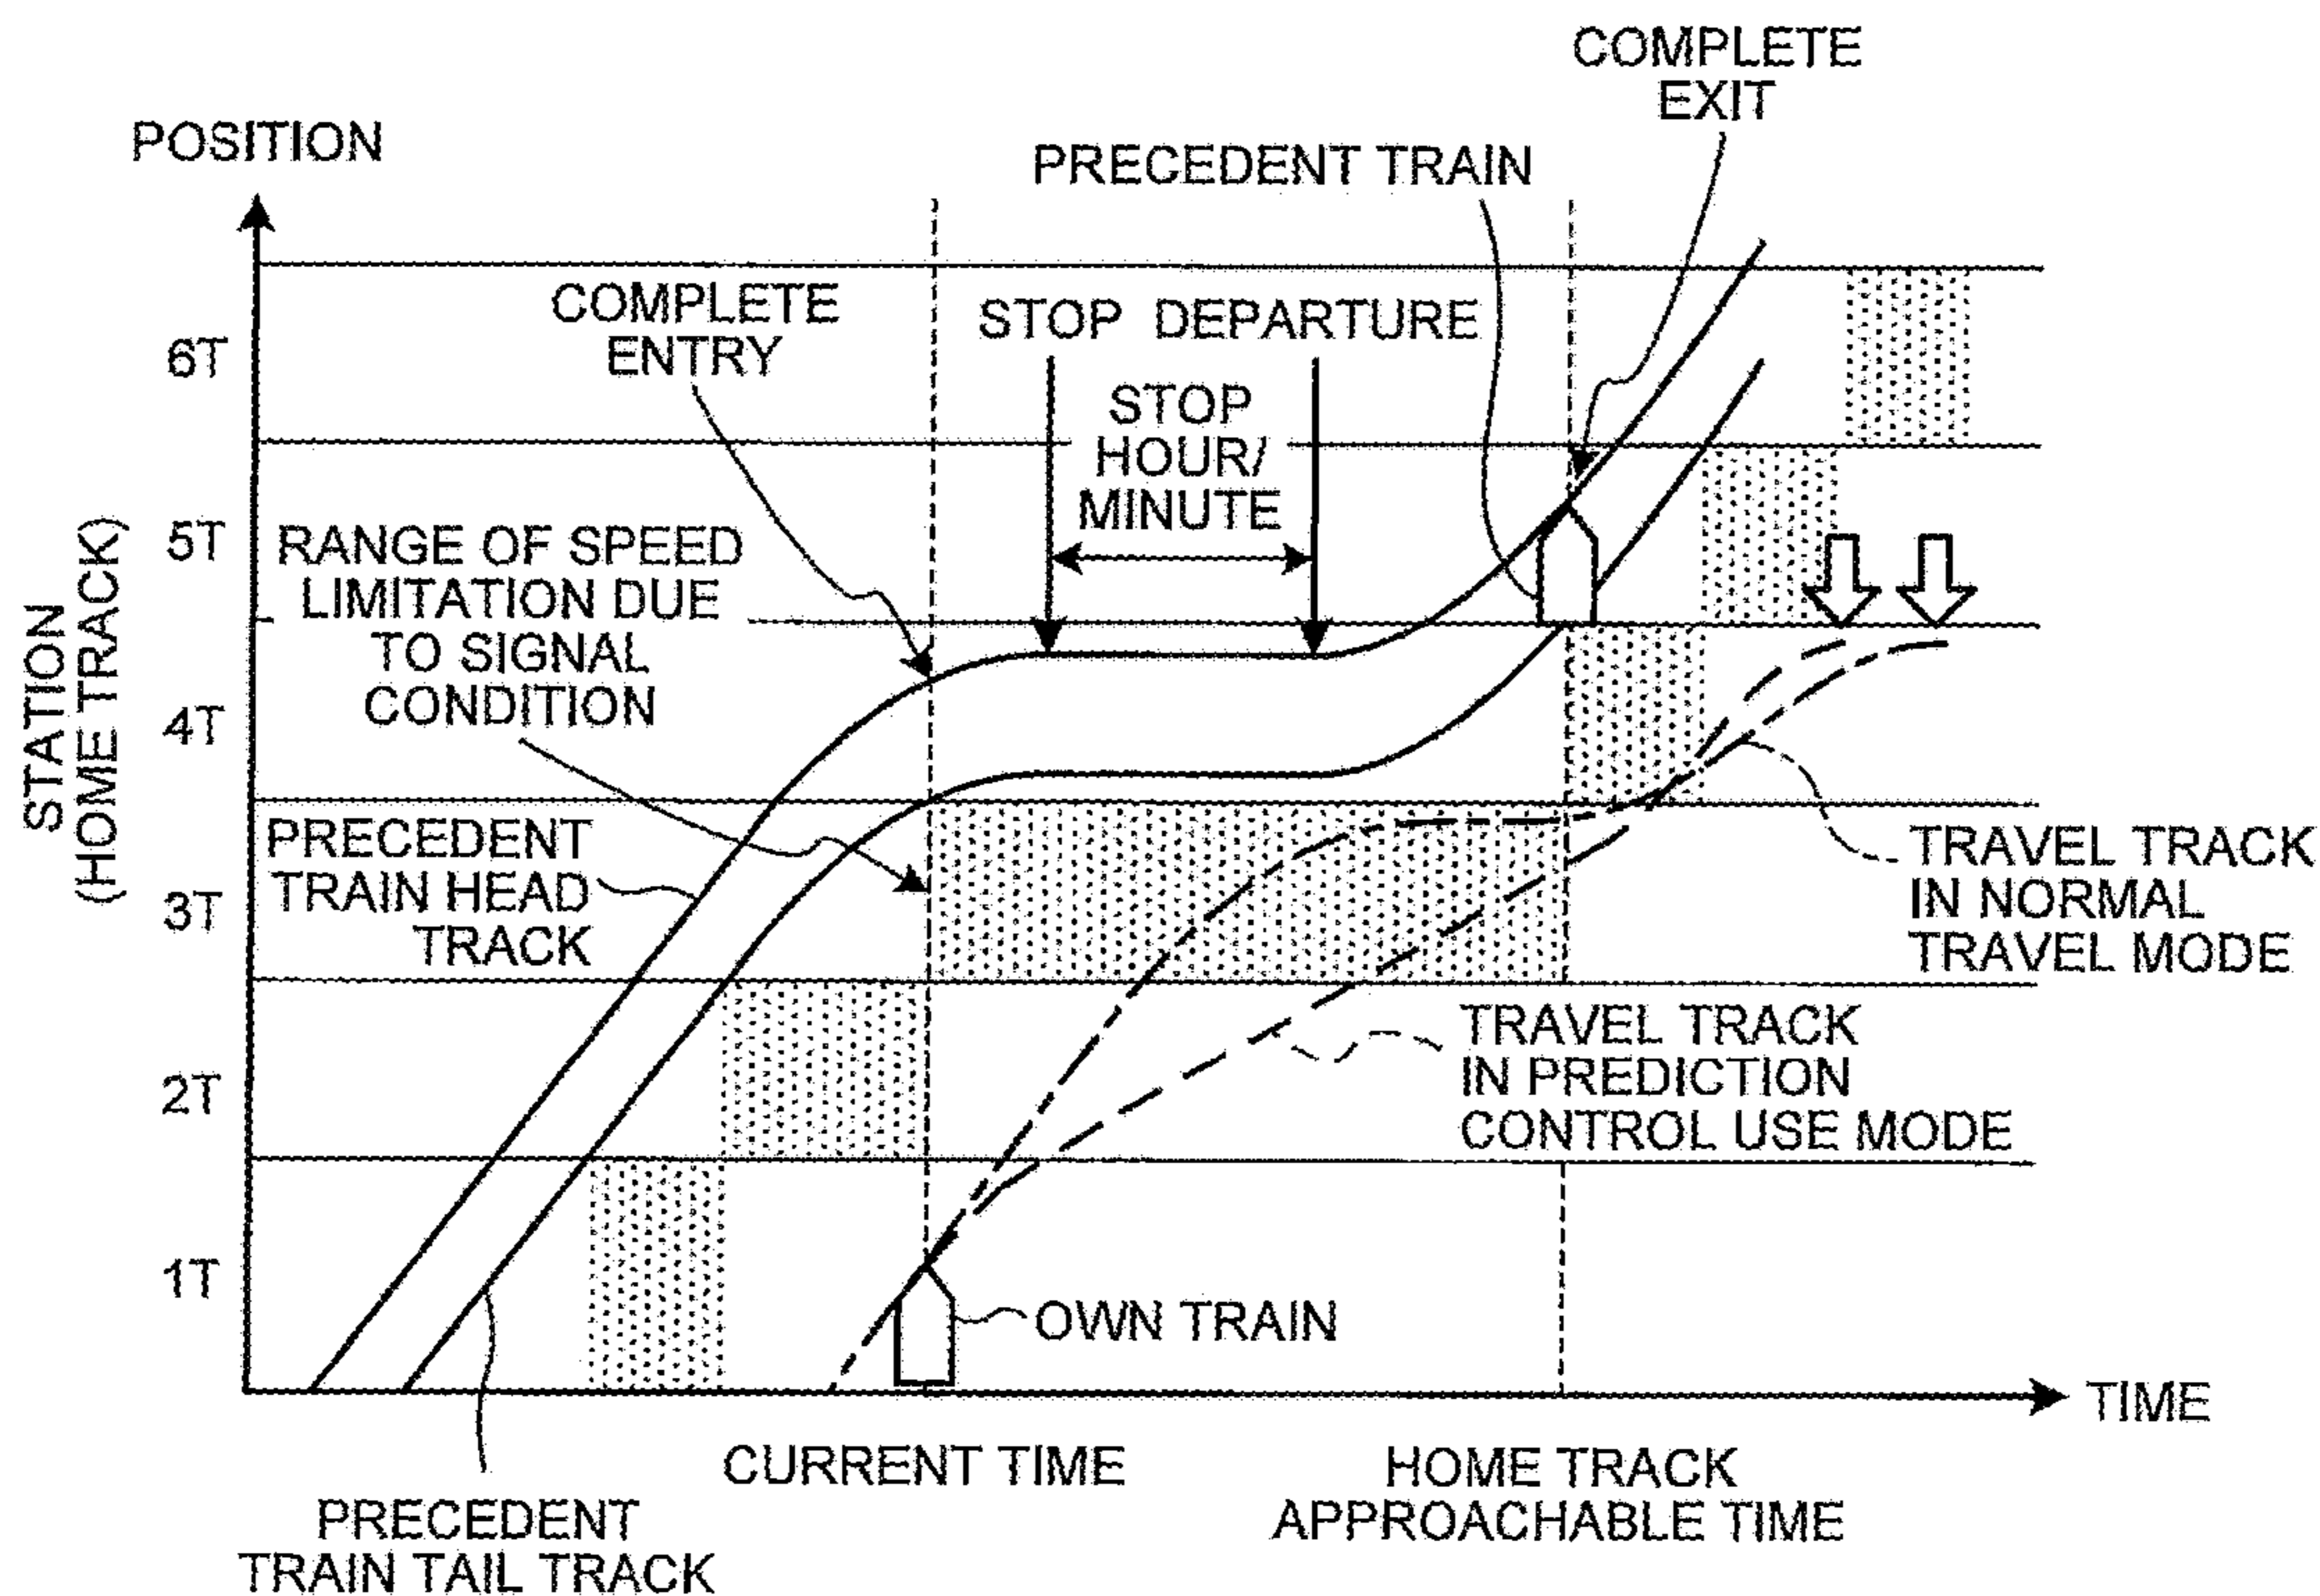 COMPLETE
EXIT
POSITION
PRECEDENT TRAIN
COMPLETE
ENTRY
STOP DEPARTURE
STOP
HOUR/
MINUTE
6T
5T
4T
3T
2T
1T
STATION
(HOME TRACK)
RANGE OF SPEED
LIMITATION DUE
TO SIGNAL
CONDITION
PRECEDENT
TRAIN HEAD
TRACK
TRAVEL TRACK
IN NORMAL
TRAVEL MODE
TRAVEL TRACK
IN PREDICTION
CONTROL USE MODE
OWN TRAIN
TIME
CURRENT TIME
HOME TRACK
APPROACHABLE TIME
PRECEDENT
TRAIN TAIL TRACK